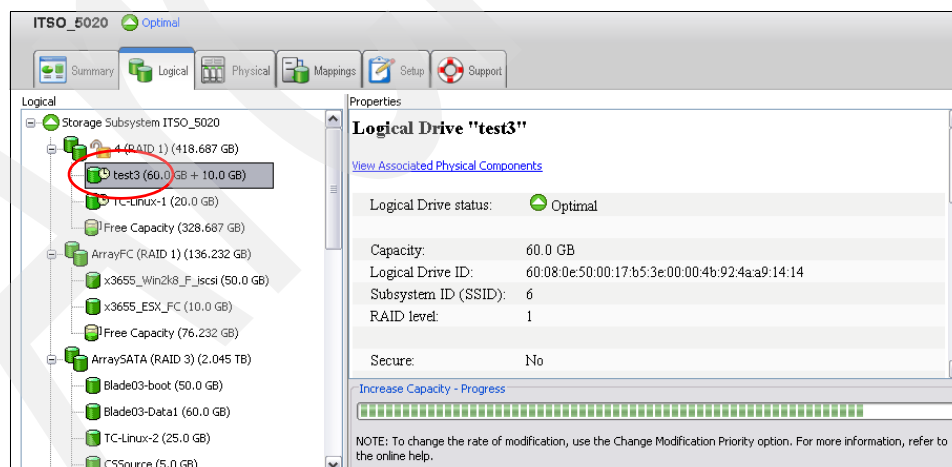 ITSO_5020 Optimal
Summary Logical Physical Mappings Setup Support
Logical
Storage Subsystem ITSO_5020
4 (RAID 1) (418.687 GB)
test3 (60.0 GB + 10.0 GB)
TC-Linux-1 (20.0 GB)
Free Capacity (328.687 GB)
ArrayFC (RAID 1) (136.232 GB)
x3655_Win2k8_F_iscsi (50.0 GB)
x3655_ESX_FC (10.0 GB)
Free Capacity (76.232 GB)
ArraySATA (RAID 3) (2.045 TB)
Blade03-boot (50.0 GB)
Blade03-Data1 (60.0 GB)
TC-Linux-2 (25.0 GB)
CSSource (5.0 GB)
Properties
Logical Drive "test3"
View Associated Physical Components
Logical Drive status: Optimal
Capacity: 60.0 GB
Logical Drive ID: 60:08:0e:50:00:17:b5:3e:00:00:4b:92:4a:a9:14:14
Subsystem ID (SSID): 6
RAID level: 1
Secure: No
Increase Capacity - Progress
NOTE: To change the rate of modification, use the Change Modification Priority option. For more information, refer to
the online help.